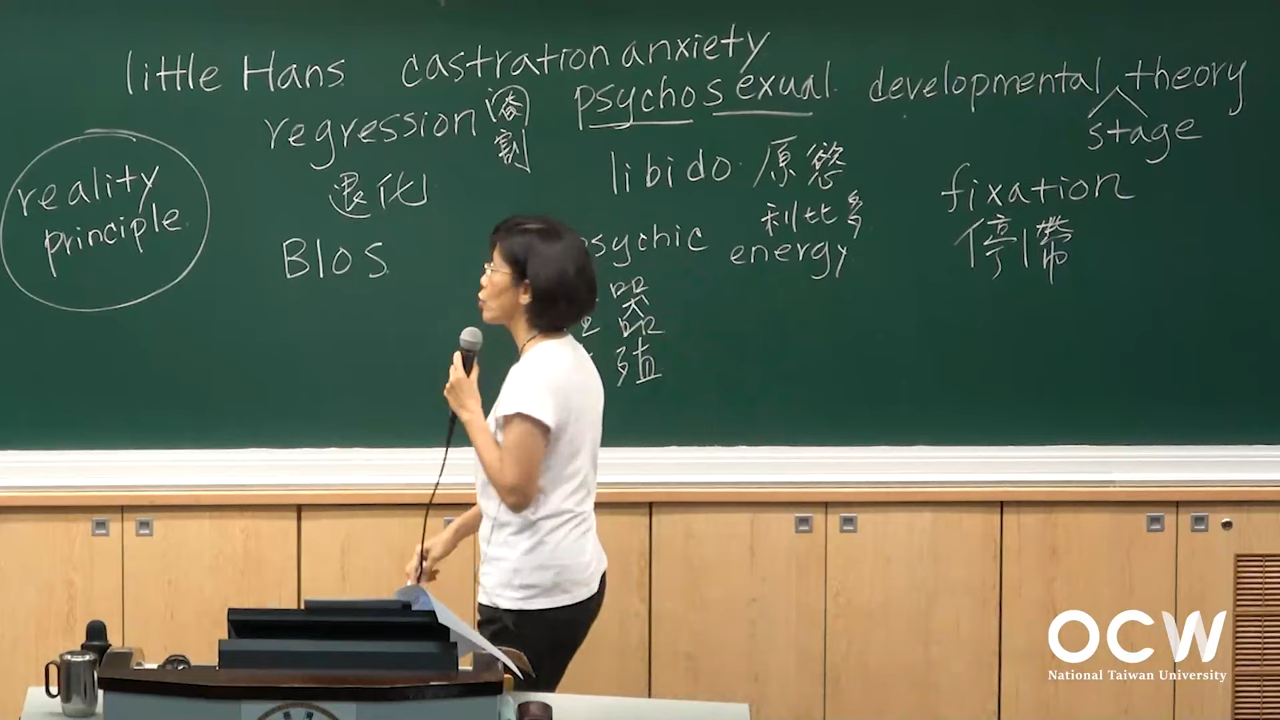 little Hans castration anxiety
psychosexual developmental theory
stage
regression 閹割
退化
libido 原慾
利比多
fixation
停滯
reality principle
Blos
psychic energy
器
殖
OCW
National Taiwan University